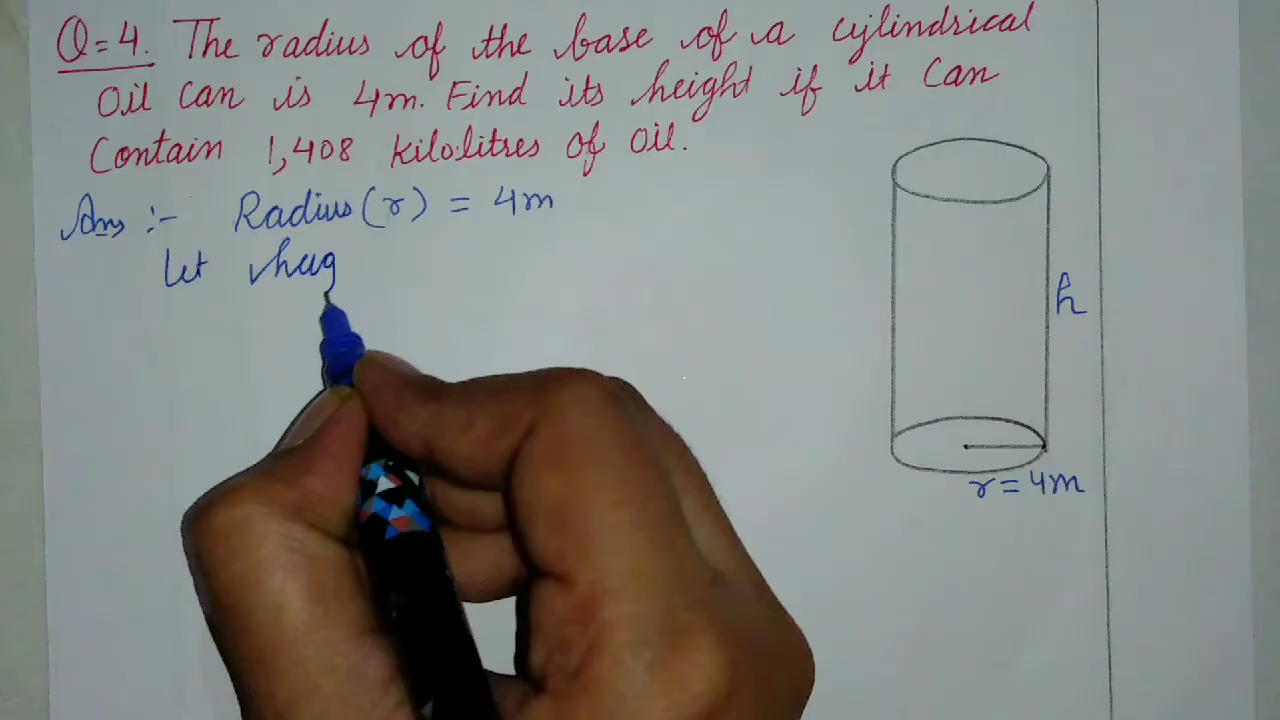 Q=4. The radius of the base of a cylindrical
Oil Can is 4m. Find its height if it Can
Contain 1,408 Kilolitres of Oil.
Ans :- Radius (r) = 4m
Let heig
h
r = 4m